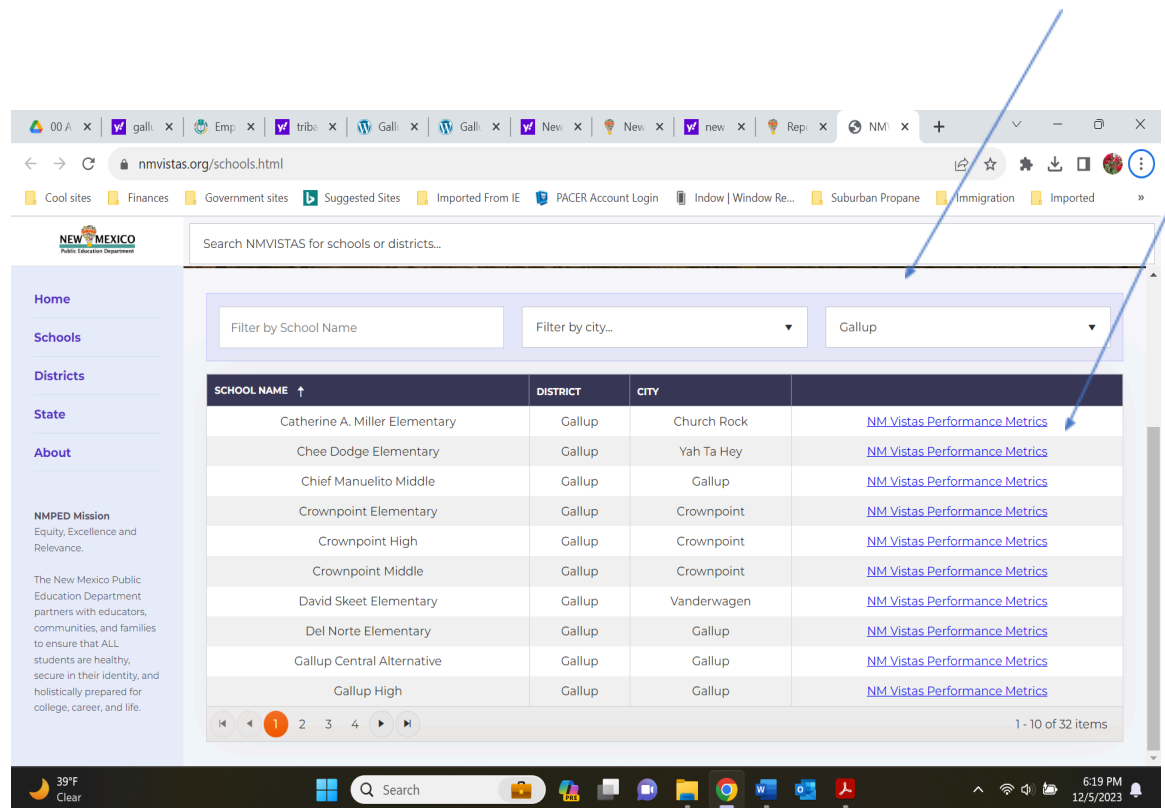 00 A
gallu
Emp
triba
Gallu
Gallu
New
New
new
Repo
NMV
nmvistas.org/schools.html
Cool sites
Finances
Government sites
Suggested Sites
Imported From IE
PACER Account Login
Indow | Window Re...
Suburban Propane
Immigration
Imported
»
NEW MEXICO
Public Education Department
Search NMVISTAS for schools or districts...
Home
Schools
Districts
State
About
NMPED Mission
Equity, Excellence and
Relevance.
The New Mexico Public
Education Department
partners with educators,
communities, and families
to ensure that ALL
students are healthy,
secure in their identity, and
holistically prepared for
college, career, and life.
Filter by School Name
Filter by city...
Gallup
SCHOOL NAME ↑ DISTRICT CITY
Catherine A. Miller Elementary Gallup Church Rock NM Vistas Performance Metrics
Chee Dodge Elementary Gallup Yah Ta Hey NM Vistas Performance Metrics
Chief Manuelito Middle Gallup Gallup NM Vistas Performance Metrics
Crownpoint Elementary Gallup Crownpoint NM Vistas Performance Metrics
Crownpoint High Gallup Crownpoint NM Vistas Performance Metrics
Crownpoint Middle Gallup Crownpoint NM Vistas Performance Metrics
David Skeet Elementary Gallup Vanderwagen NM Vistas Performance Metrics
Del Norte Elementary Gallup Gallup NM Vistas Performance Metrics
Gallup Central Alternative Gallup Gallup NM Vistas Performance Metrics
Gallup High Gallup Gallup NM Vistas Performance Metrics
1 2 3 4
1 - 10 of 32 items
39°F
Clear
Search
PRE
6:19 PM
12/5/2023